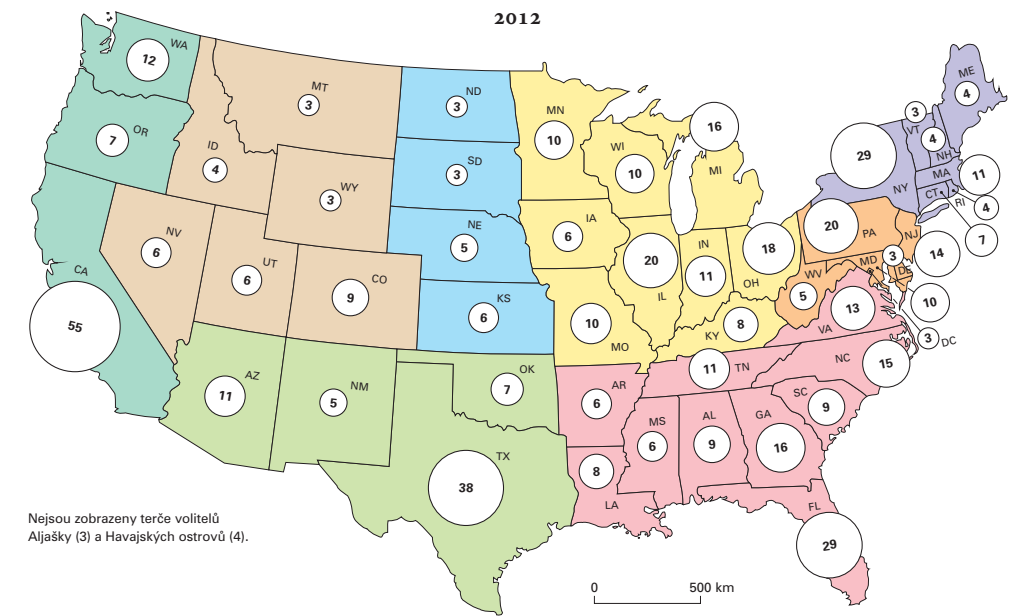 2012
WA
12
OR
7
CA
55
ID
4
MT
3
WY
3
NV
6
UT
6
CO
9
AZ
11
NM
5
ND
3
SD
3
NE
5
KS
6
OK
7
TX
38
MN
10
IA
6
MO
10
WI
10
IL
20
MI
16
IN
11
OH
18
KY
8
TN
11
AR
6
LA
8
MS
6
AL
9
GA
16
FL
29
SC
9
NC
15
VA
13
WV
5
PA
20
NY
29
VT
3
NH
4
ME
4
MA
11
RI
4
CT
7
NJ
14
DE
3
MD
10
DC
3
Nejsou zobrazeny terče volitelů
Aljašky (3) a Havajských ostrovů (4).
0 500 km